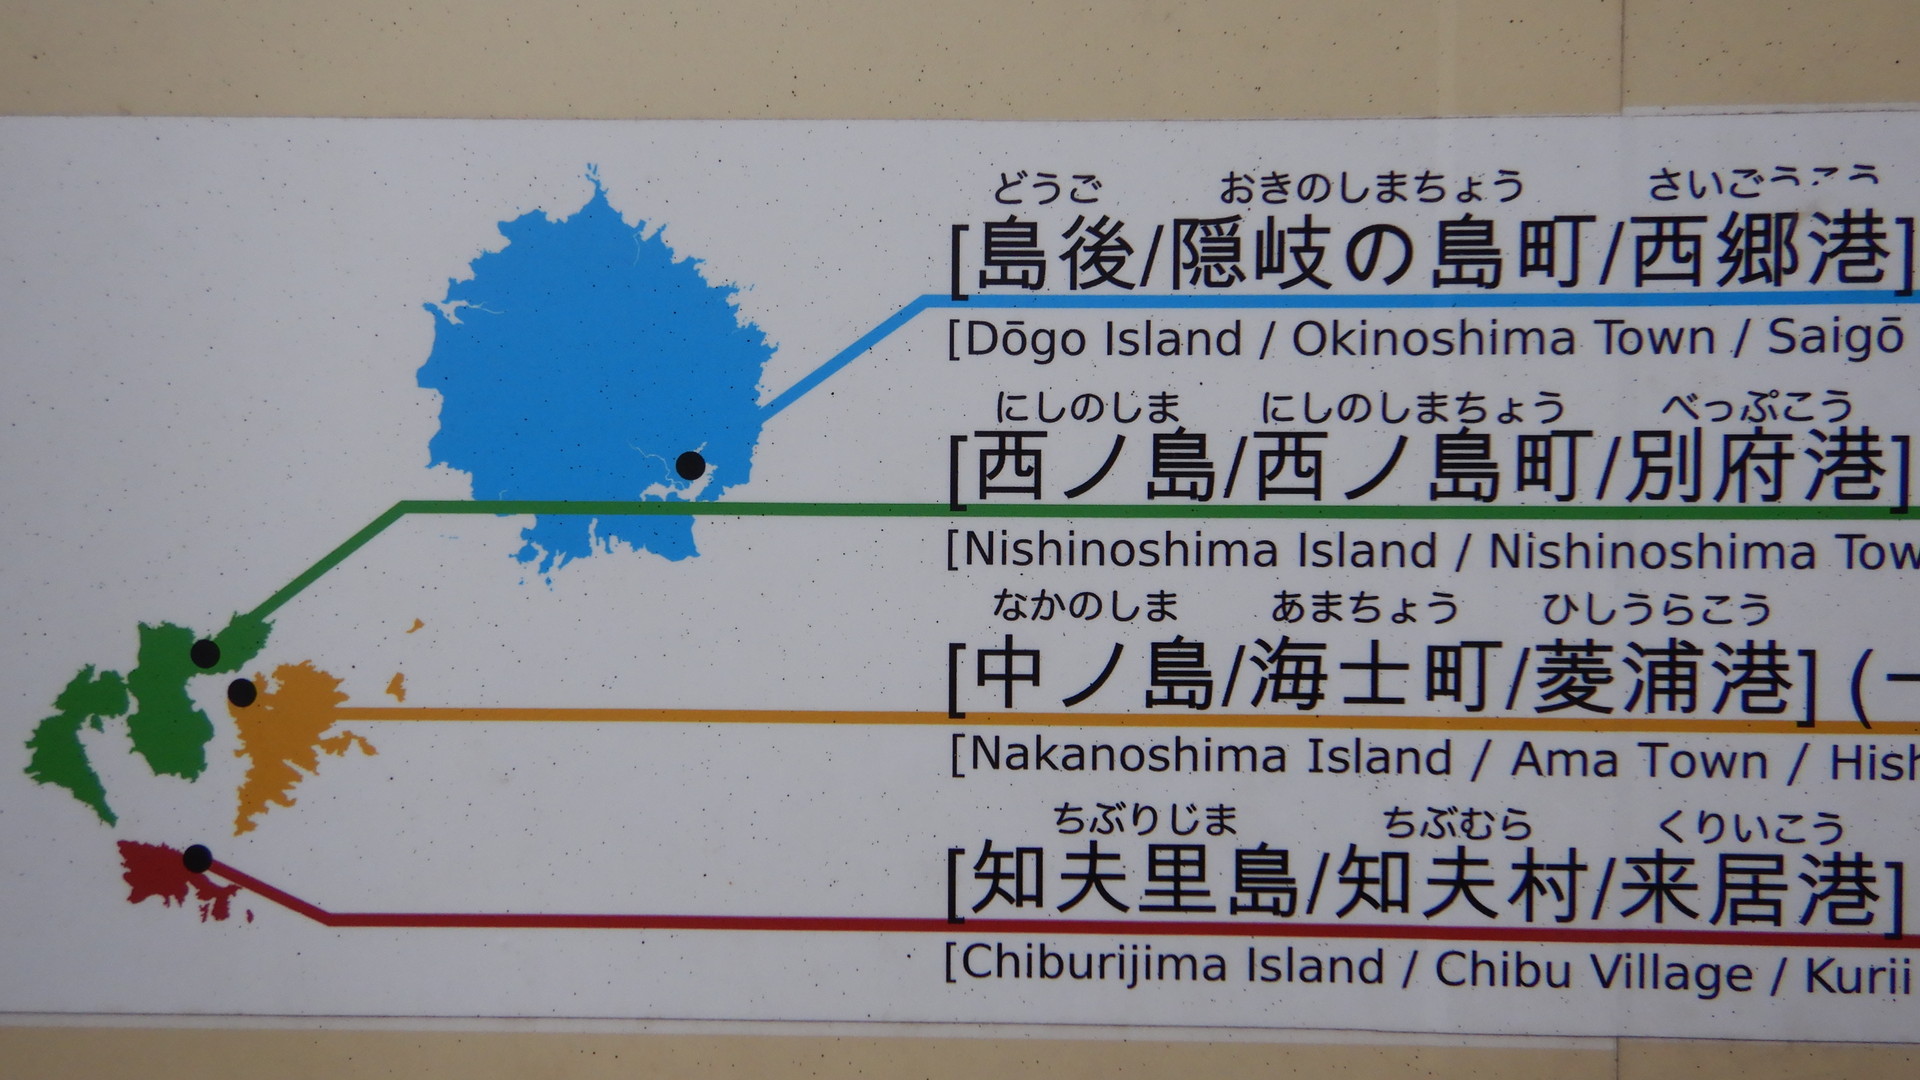 どうご おきのしまちょう さいごうこう
[島後/隠岐の島町/西郷港]
[Dōgo Island / Okinoshima Town / Saigō
にしのしま にしのしまちょう べっぷこう
[西ノ島/西ノ島町/別府港]
[Nishinoshima Island / Nishinoshima Tow
なかのしま あまちょう ひしうらこう
[中ノ島/海士町/菱浦港] (
[Nakanoshima Island / Ama Town / Hish
ちぶりじま ちぶむら くりいこう
[知夫里島/知夫村/来居港]
[Chiburijima Island / Chibu Village / Kurii